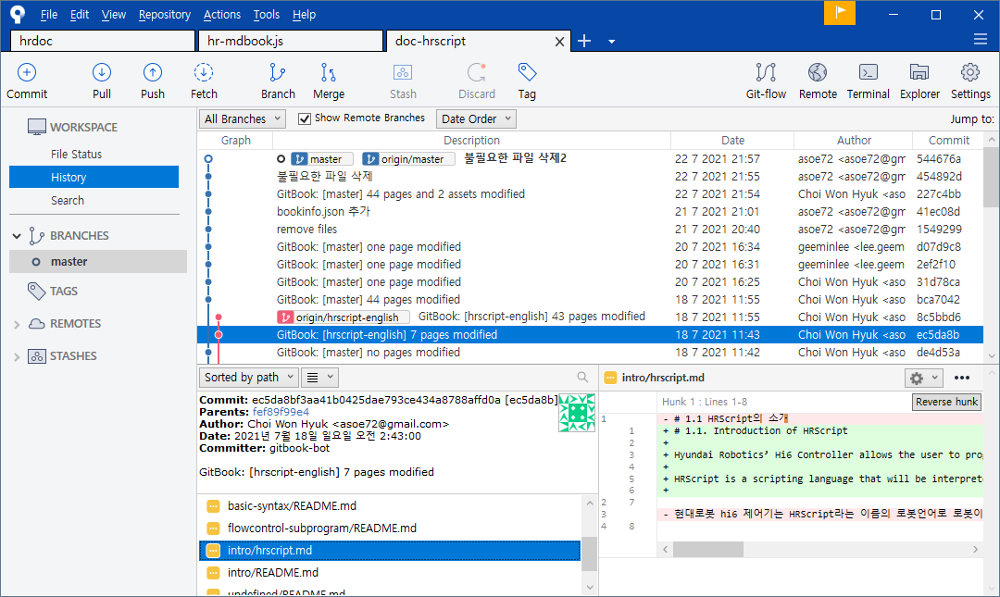 File Edit View Repository Actions Tools Help
hrdoc hr-mdbook.js doc-hrscript
Commit Pull Push Fetch Branch Merge Stash Discard Tag Git-flow Remote Terminal Explorer Settings
WORKSPACE
File Status
History
Search
BRANCHES
master
TAGS
REMOTES
STASHES
All Branches Show Remote Branches Date Order Jump to:
Graph Description Date Author Commit
master origin/master 불필요한 파일 삭제2 22 7 2021 21:57 asoe72 <asoe72@gm 544676a
불필요한 파일 삭제 22 7 2021 21:55 asoe72 <asoe72@gm 454892d
GitBook: [master] 44 pages and 2 assets modified 22 7 2021 21:54 Choi Won Hyuk <aso 227c4bb
bookinfo.json 추가 21 7 2021 21:01 asoe72 <asoe72@gm 41ec08d
remove files 21 7 2021 20:40 asoe72 <asoe72@gm 1549299
GitBook: [master] one page modified 20 7 2021 16:34 geeminlee <lee.geem d07d9c8
GitBook: [master] one page modified 20 7 2021 16:31 geeminlee <lee.geem 2ef2f10
GitBook: [master] one page modified 20 7 2021 16:25 Choi Won Hyuk <aso 31d78ca
GitBook: [master] 44 pages modified 18 7 2021 11:55 Choi Won Hyuk <aso bca7042
origin/hrscript-english GitBook: [hrscript-english] 43 pages modified 18 7 2021 11:55 Choi Won Hyuk <aso 8c5bbd6
GitBook: [hrscript-english] 7 pages modified 18 7 2021 11:43 Choi Won Hyuk <aso ec5da8b
GitBook: [master] no pages modified 18 7 2021 11:42 Choi Won Hyuk <aso de4d53a
Sorted by path
Commit: ec5da8bf3aa41b0425dae793ce434a8788affd0a [ec5da8b]
Parents: fef89f99e4
Author: Choi Won Hyuk <asoe72@gmail.com>
Date: 2021년 7월 18일 일요일 오전 2:43:00
Committer: gitbook-bot
GitBook: [hrscript-english] 7 pages modified
basic-syntax/README.md
flowcontrol-subprogram/README.md
intro/hrscript.md
intro/README.md
undefined/README.md
intro/hrscript.md
Hunk 1 : Lines 1-8 Reverse hunk
1 - # 1.1 HRScript의 소개
1 + # 1.1. Introduction of HRScript
2 +
3 + Hyundai Robotics’ Hi6 Controller allows the user to pro
4 +
5 + HRScript is a scripting language that will be interprete
6 +
2 7
3 - 현대로봇 hi6 제어기는 HRScript라는 이름의 로봇언어로 로봇이
4 8